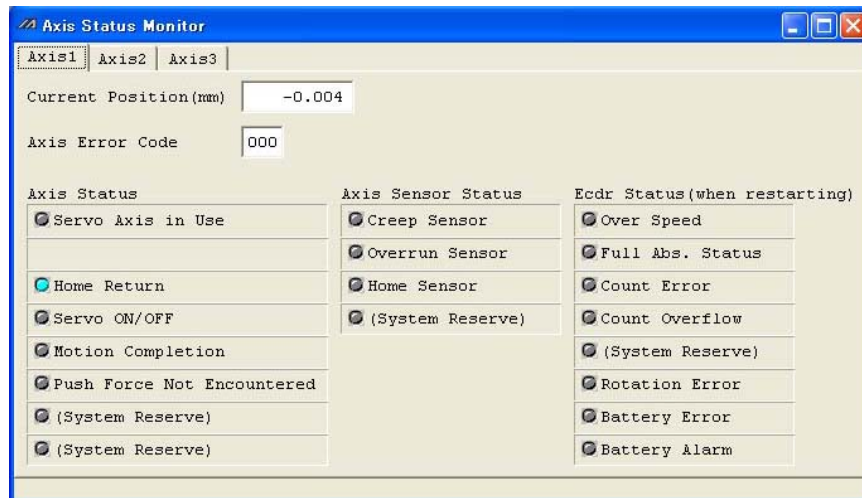 Axis Status Monitor
Axis1 Axis2 Axis3
Current Position(mm) -0.004
Axis Error Code 000
Axis Status
Servo Axis in Use
Home Return
Servo ON/OFF
Motion Completion
Push Force Not Encountered
(System Reserve)
(System Reserve)
Axis Sensor Status
Creep Sensor
Overrun Sensor
Home Sensor
(System Reserve)
Ecdr Status(when restarting)
Over Speed
Full Abs. Status
Count Error
Count Overflow
(System Reserve)
Rotation Error
Battery Error
Battery Alarm